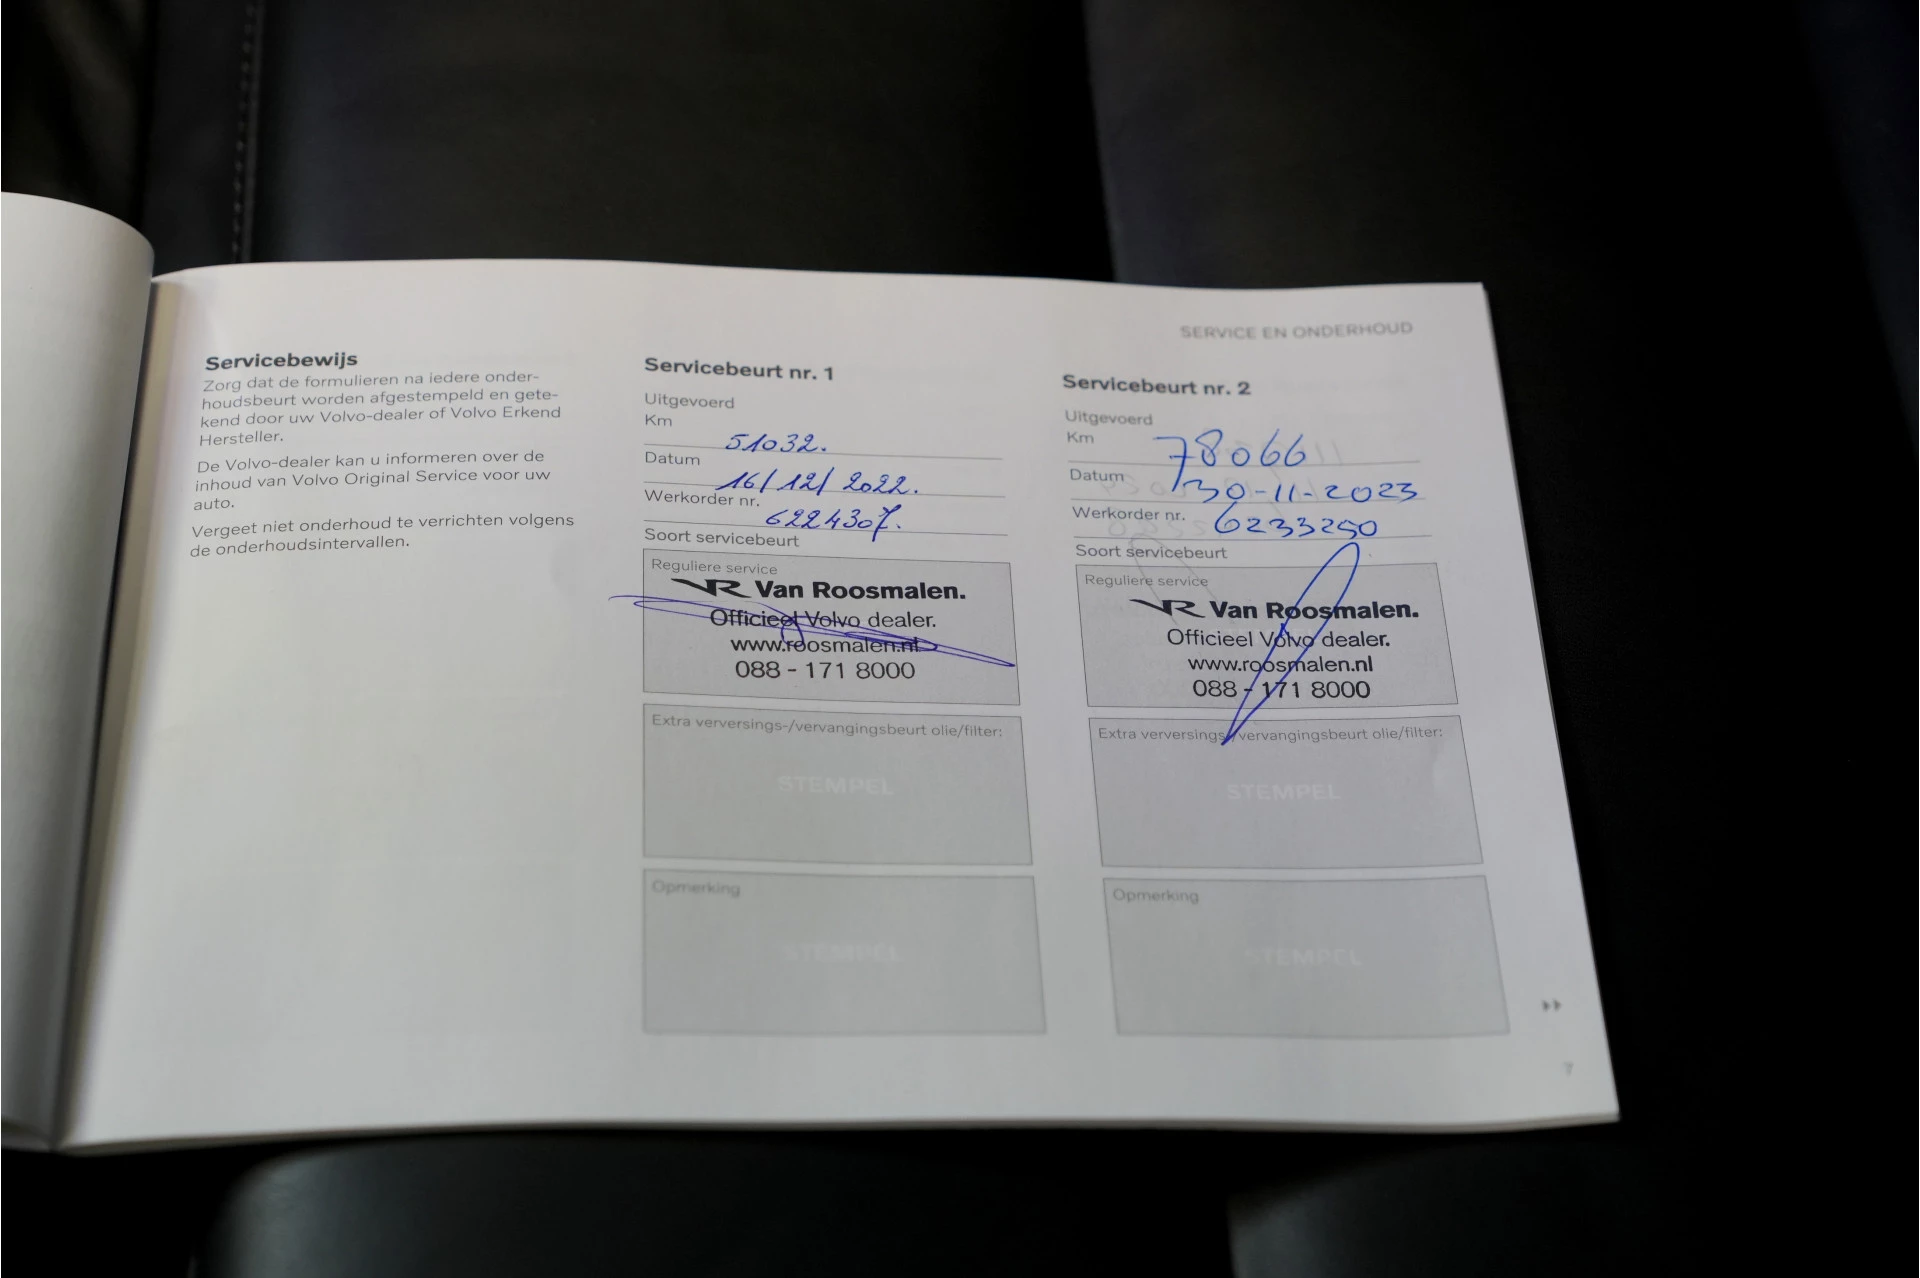 SERVICE EN ONDERHOUD
Servicebewijs
Zorg dat de formulieren na iedere onder-
houdsbeurt worden afgestempeld en gete-
kend door uw Volvo-dealer of Volvo Erkend
Hersteller.
De Volvo-dealer kan u informeren over de
inhoud van Volvo Original Service voor uw
auto.
Vergeet niet onderhoud te verrichten volgens
de onderhoudsintervallen.
Servicebeurt nr. 1
Uitgevoerd
Km
51032.
Datum
16/12/2022.
Werkorder nr.
6224307.
Soort servicebeurt
Reguliere service
VR Van Roosmalen.
Officieel Volvo dealer.
www.roosmalen.nl
088 - 171 8000
Extra verversings-/vervangingsbeurt olie/filter:
STEMPEL
Opmerking
STEMPEL
Servicebeurt nr. 2
Uitgevoerd
Km
78066
Datum
30-11-2023
Werkorder nr.
6233250
Soort servicebeurt
Reguliere service
VR Van Roosmalen.
Officieel Volvo dealer.
www.roosmalen.nl
088 - 171 8000
Extra verversings-/vervangingsbeurt olie/filter:
STEMPEL
Opmerking
STEMPEL
7